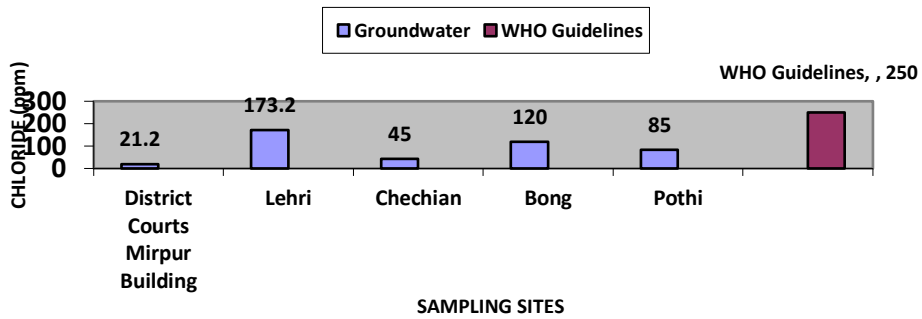 Groundwater WHO Guidelines
WHO Guidelines, , 250
CHLORIDE (ppm)
300
200
100
0
21.2
173.2
45
120
85
District
Courts
Mirpur
Building
Lehri
Chechian
Bong
Pothi
SAMPLING SITES